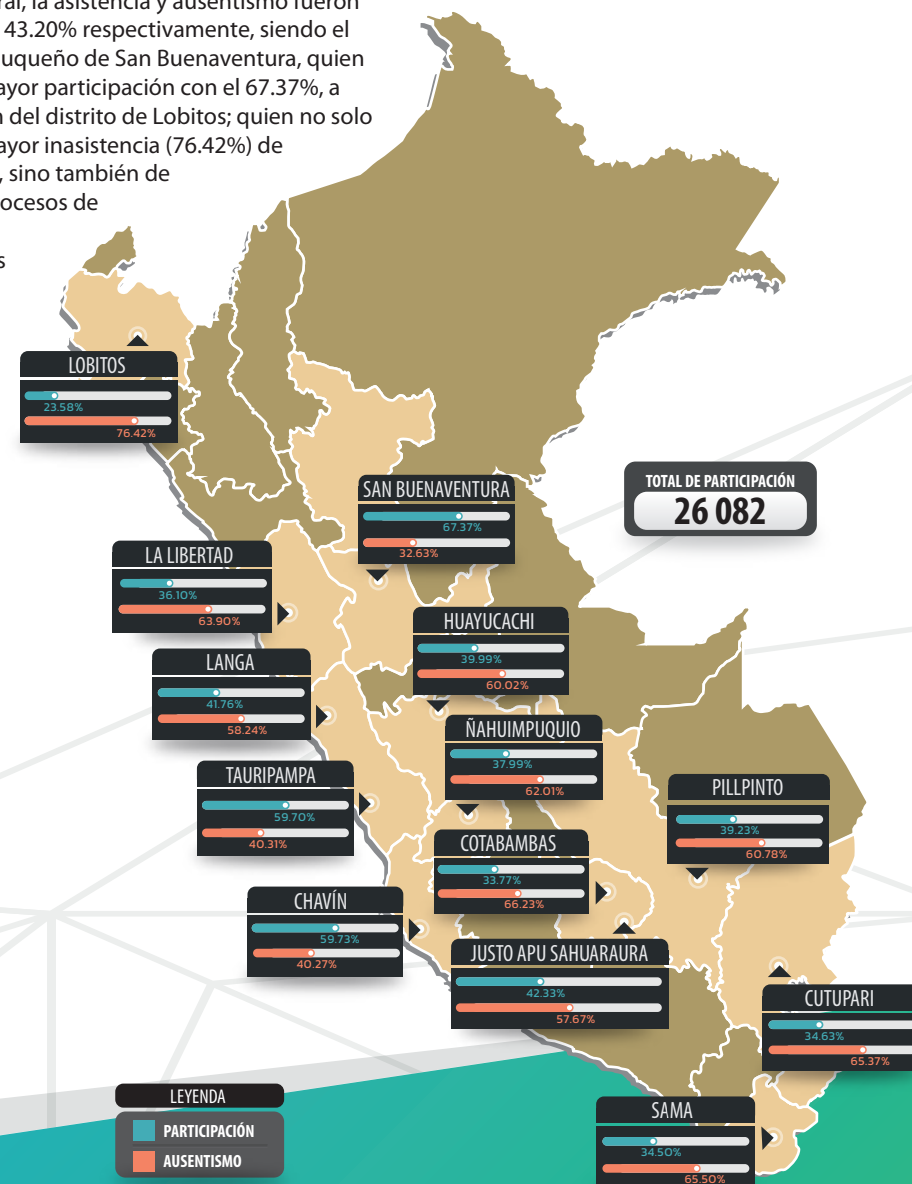 ral, la asistencia y ausentismo fueron
43.20% respectivamente, siendo el
uqueño de San Buenaventura, quien
ayor participación con el 67.37%, a
n del distrito de Lobitos; quien no solo
ayor inasistencia (76.42%) de
, sino también de
ocesos de
s
LOBITOS
23.58%
76.42%
SAN BUENAVENTURA
67.37%
32.63%
TOTAL DE PARTICIPACIÓN
26 082
LA LIBERTAD
36.10%
63.90%
HUAYUCACHI
39.99%
60.02%
LANGA
41.76%
58.24%
ÑAHUIMPUQUIO
37.99%
62.01%
TAURIPAMPA
59.70%
40.31%
PILLPINTO
39.23%
60.78%
COTABAMBAS
33.77%
66.23%
CHAVÍN
59.73%
40.27%
JUSTO APU SAHUARAURA
42.33%
57.67%
CUTUPARI
34.63%
65.37%
LEYENDA
PARTICIPACIÓN
AUSENTISMO
SAMA
34.50%
65.50%